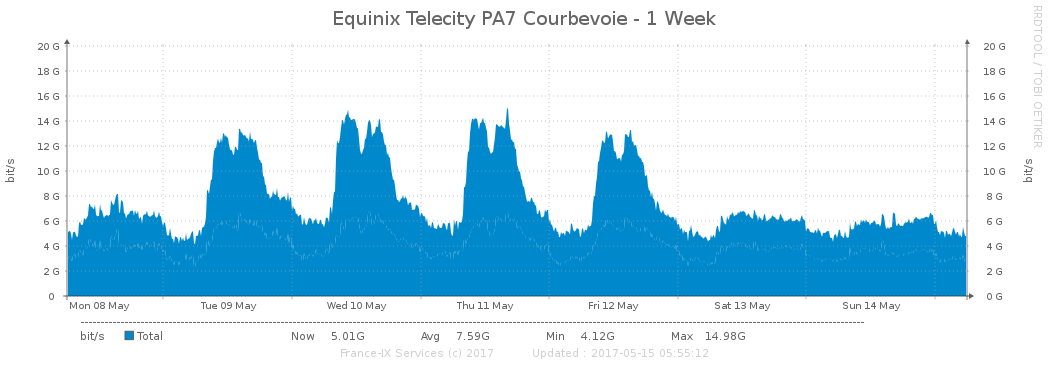 Equinix Telecity PA7 Courbevoie - 1 Week
RRDTOOL / TOBI OETIKER
20 G 20 G
18 G 18 G
16 G 16 G
14 G 14 G
12 G 12 G
10 G 10 G
8 G 8 G
6 G 6 G
4 G 4 G
2 G 2 G
0 0 G
bit/s
bit/s
Mon 08 May Tue 09 May Wed 10 May Thu 11 May Fri 12 May Sat 13 May Sun 14 May
bit/s Total Now 5.01G Avg 7.59G Min 4.12G Max 14.98G
France-IX Services (c) 2017 Updated : 2017-05-15 05:55:12